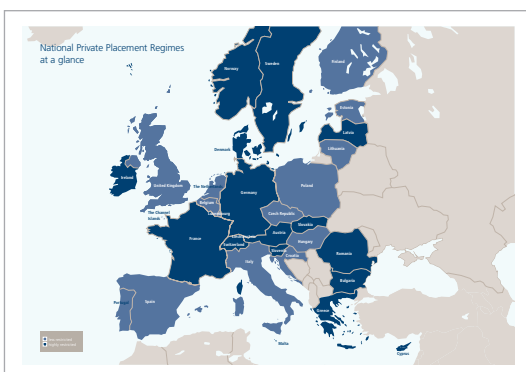 National Private Placement Regimes
at a glance
Norway
Sweden
Finland
Estonia
Latvia
Lithuania
Denmark
Ireland
United Kingdom
The Netherlands
Belgium
Luxembourg
Germany
Poland
The Channel
Islands
Czech Republic
Slovakia
France
Liechtenstein
Austria
Switzerland
Hungary
Slovenia
Croatia
Romania
Italy
Bulgaria
Portugal
Spain
Greece
Malta
Cyprus